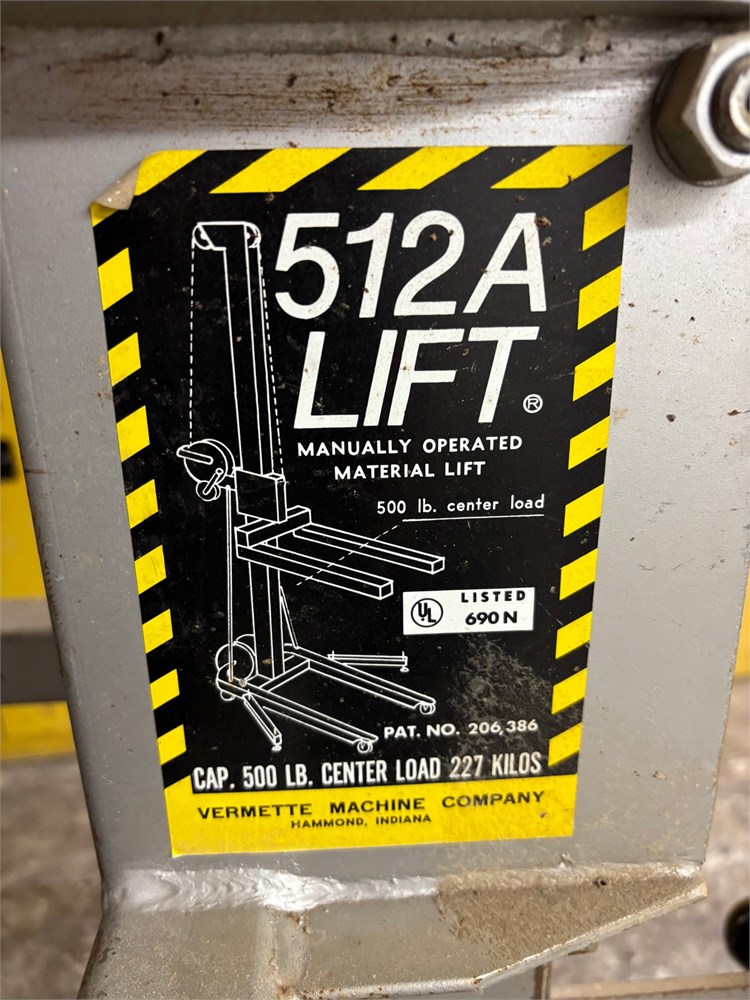 512A
LIFT®
MANUALLY OPERATED
MATERIAL LIFT
500 lb. center load
UL
LISTED
690 N
PAT. NO. 206,386
CAP. 500 LB. CENTER LOAD 227 KILOS
VERMETTE MACHINE COMPANY
HAMMOND, INDIANA